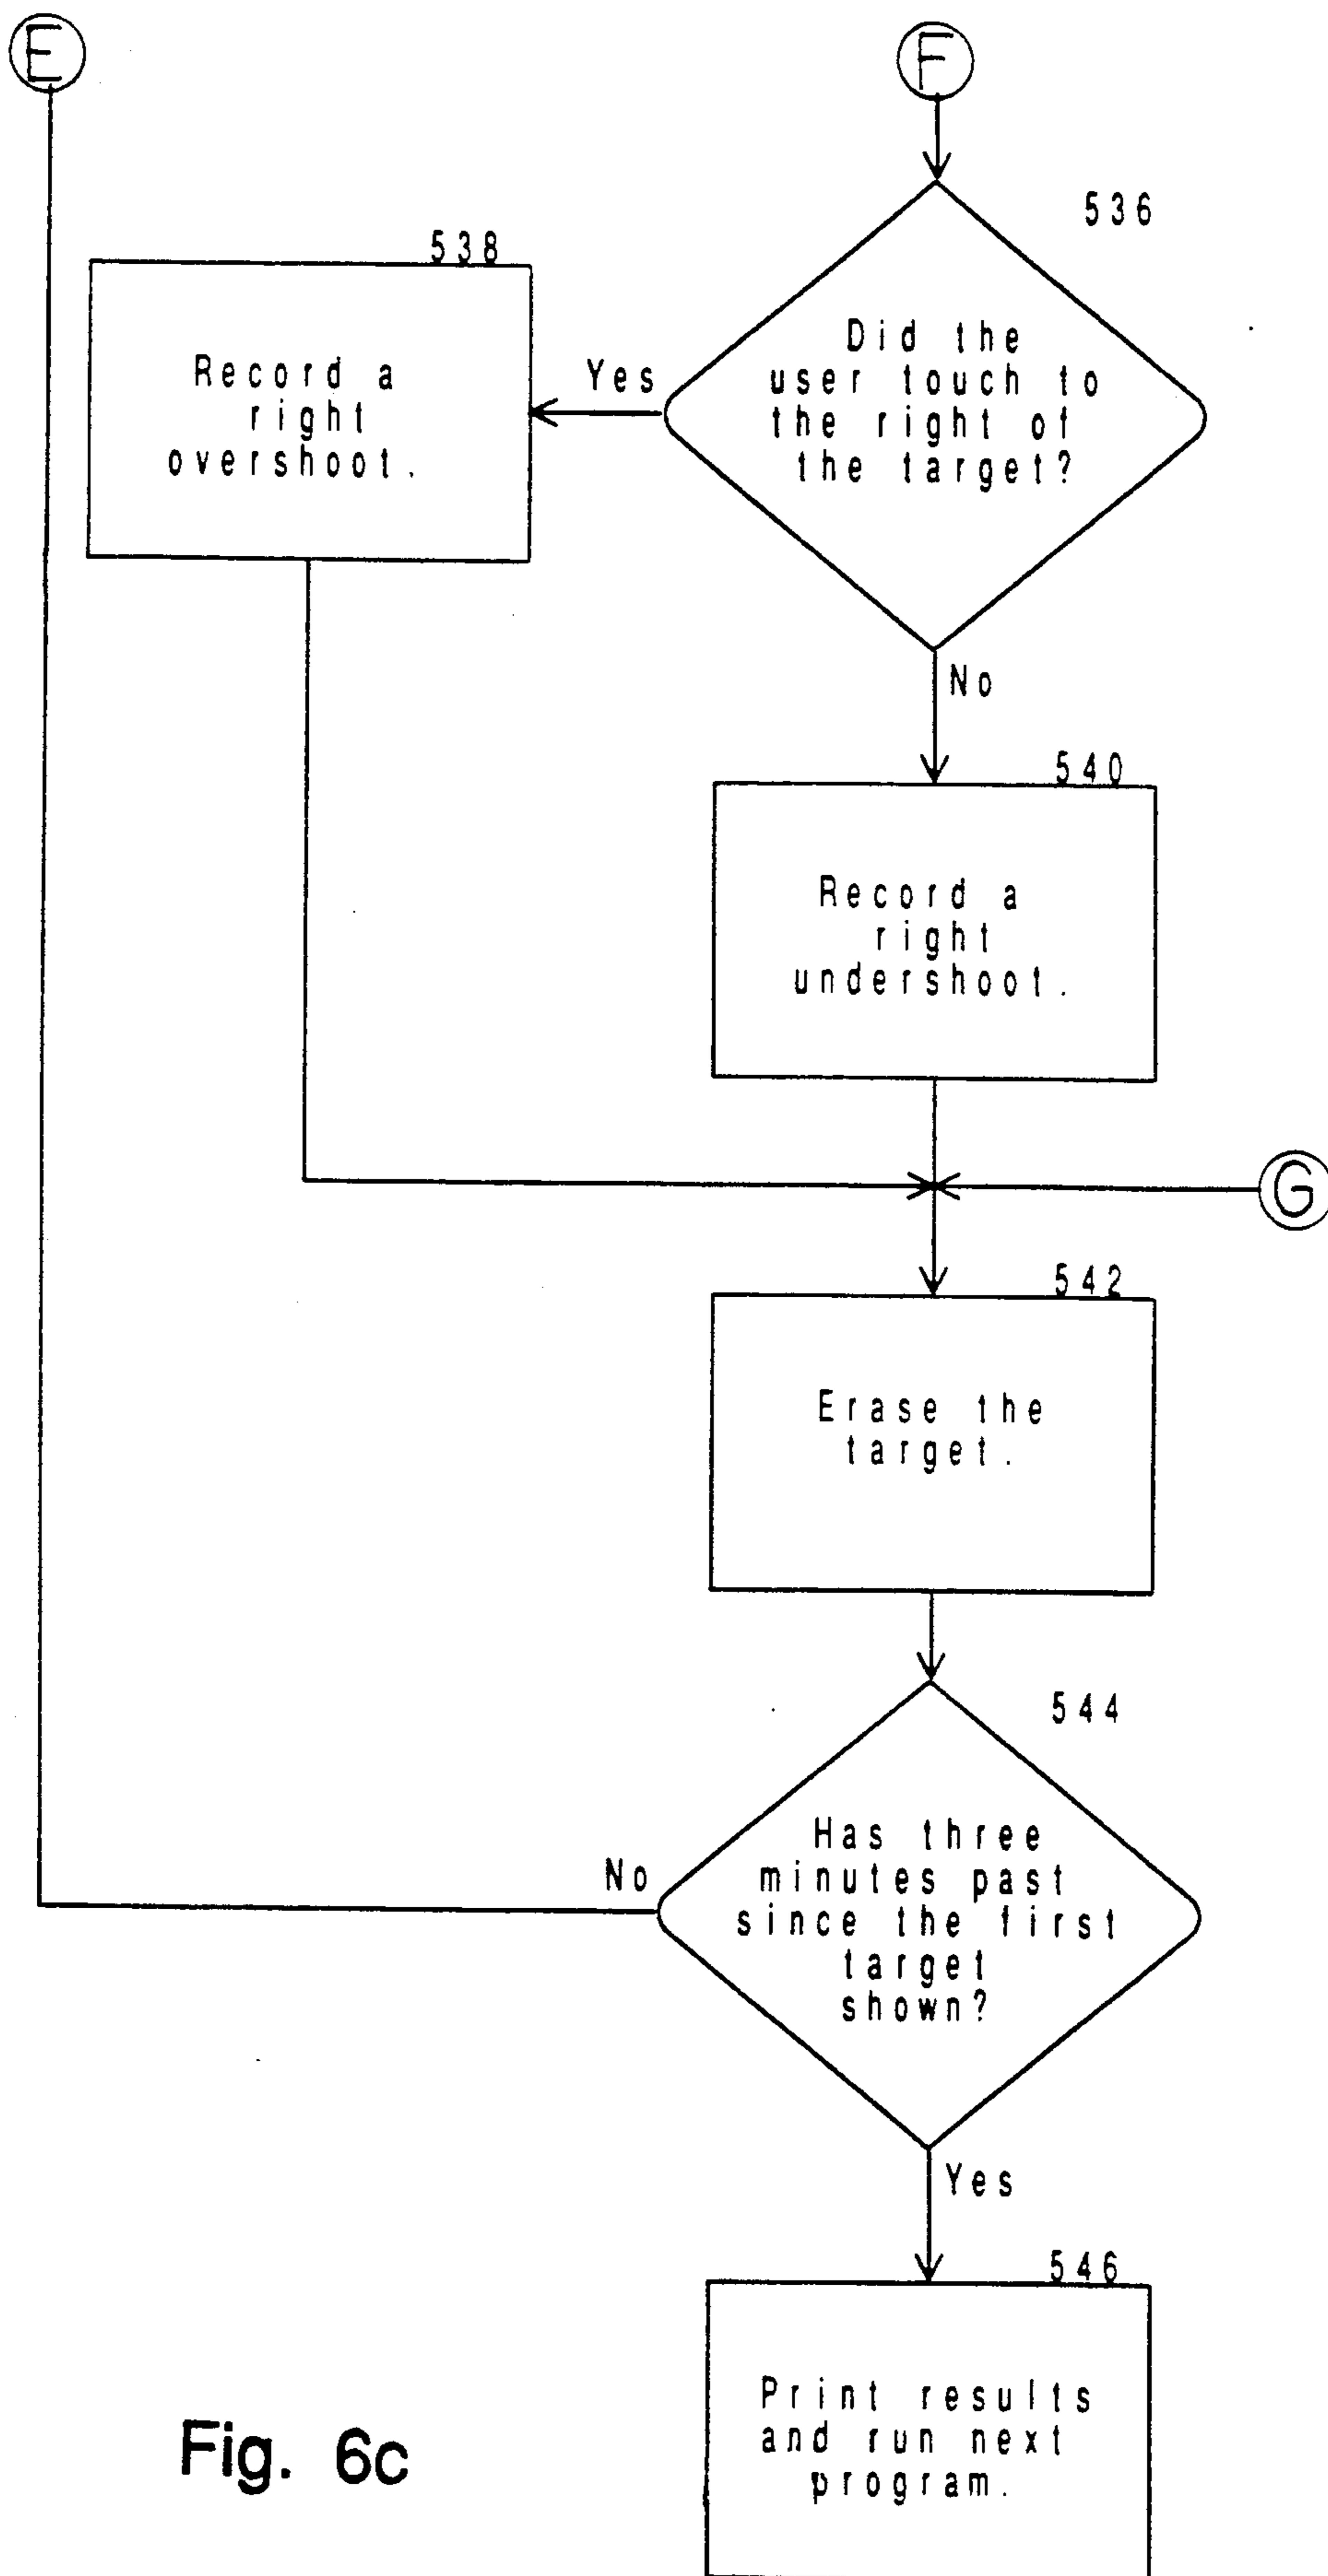 E
F
536
538
Did the
user touch to
the right of
the target?
Yes
Record a
right
overshoot.
No
540
Record a
right
undershoot.
G
542
Erase the
target.
544
Has three
minutes past
since the first
target
shown?
No
Yes
546
Print results
and run next
program.
Fig. 6c